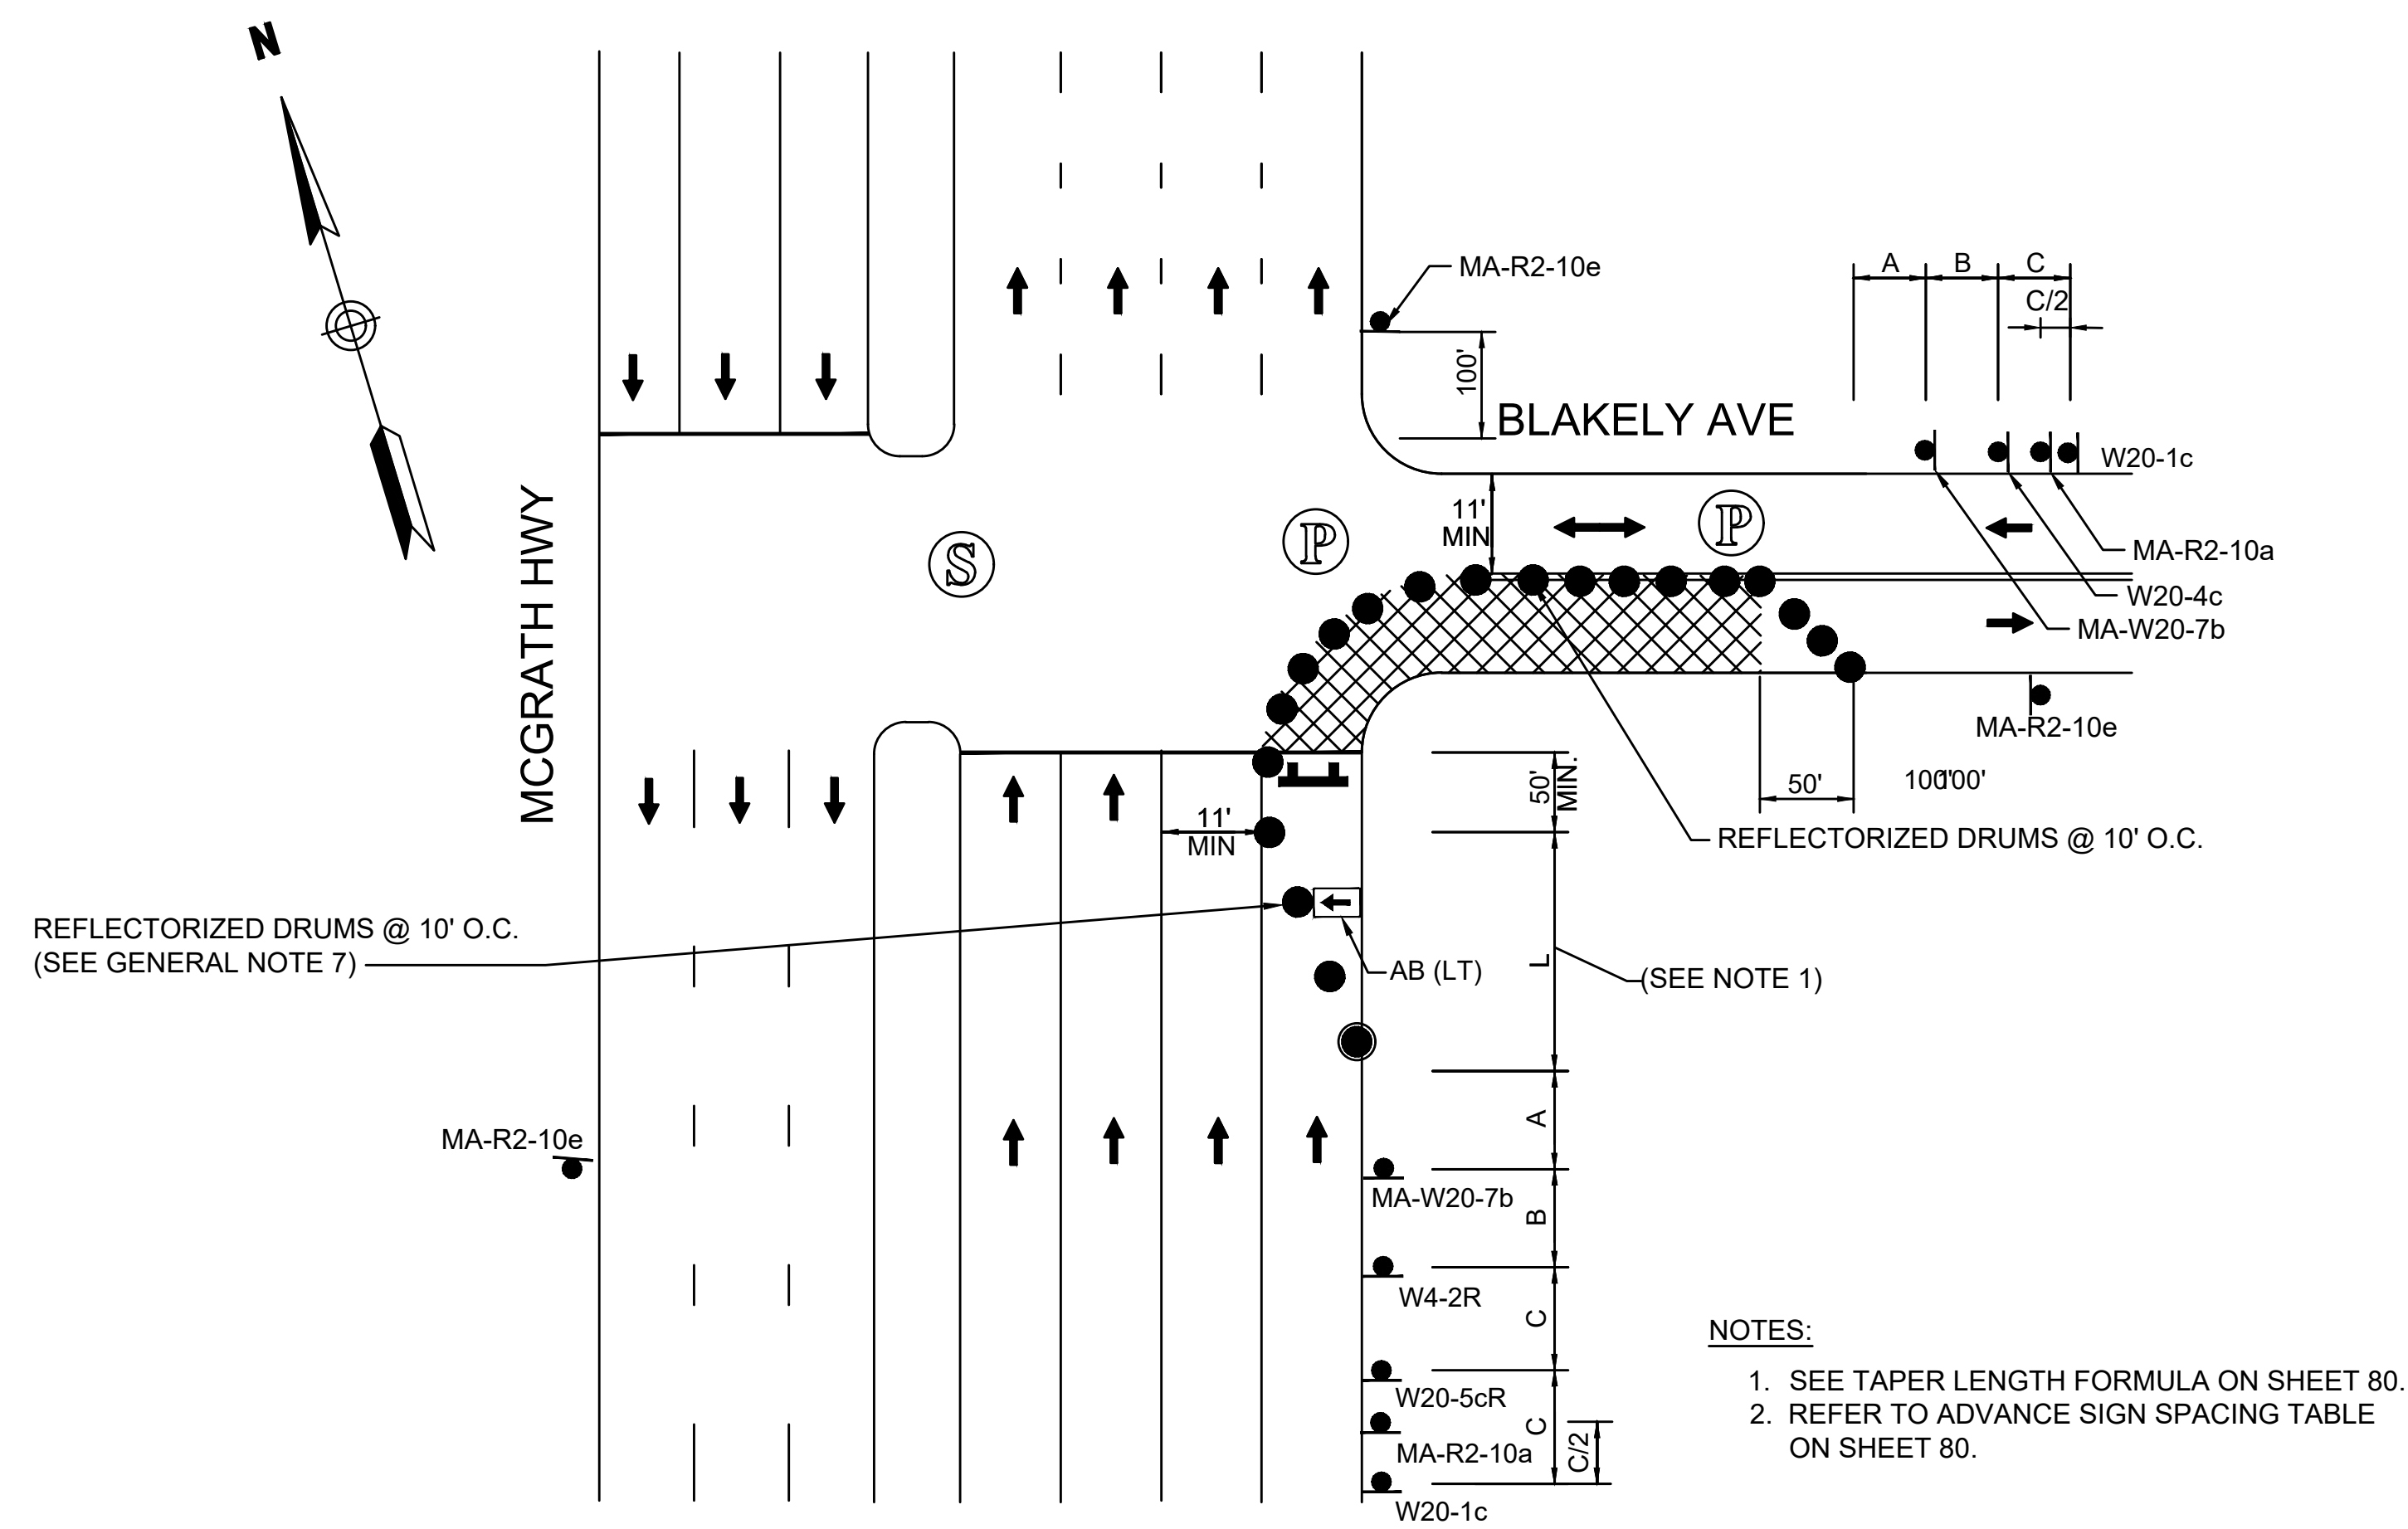 N
MA-R2-10e
A
B
C
C/2
100'
BLAKELY AVE
W20-1c
MCGRATH HWY
11'
MIN
P
P
S
MA-R2-10a
W20-4c
MA-W20-7b
MA-R2-10e
50'
MIN.
50'
100'
100'
11'
MIN
REFLECTORIZED DRUMS @ 10' O.C.
REFLECTORIZED DRUMS @ 10' O.C.
(SEE GENERAL NOTE 7)
AB (LT)
L
(SEE NOTE 1)
MA-R2-10e
A
MA-W20-7b
B
W4-2R
C
W20-5cR
C
MA-R2-10a
C/2
W20-1c
NOTES:
1. SEE TAPER LENGTH FORMULA ON SHEET 80.
2. REFER TO ADVANCE SIGN SPACING TABLE
ON SHEET 80.